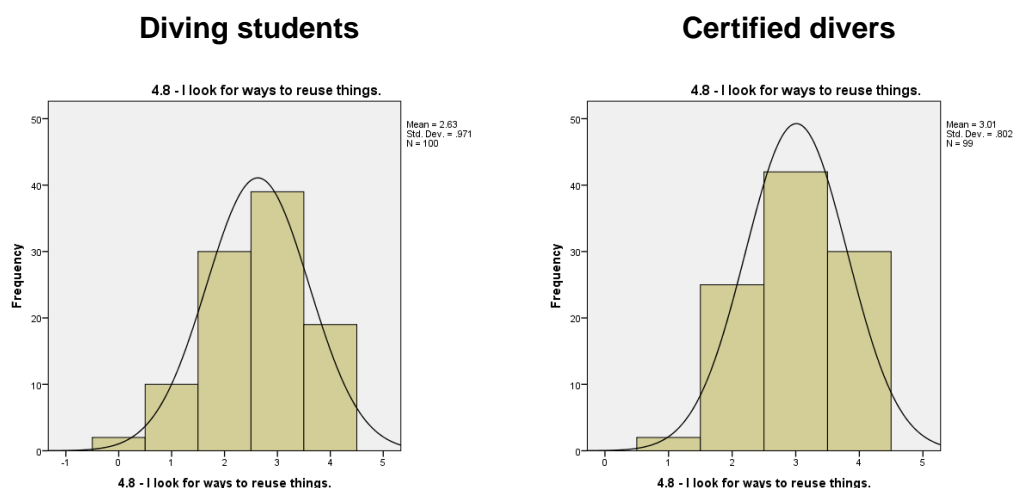 Diving students
4.8 - I look for ways to reuse things.
Mean = 2.63
Std. Dev. = .971
N = 100
50
40
30
20
10
0
Frequency
-1 0 1 2 3 4 5
4.8 - I look for ways to reuse things.
Certified divers
4.8 - I look for ways to reuse things.
Mean = 3.01
Std. Dev. = .802
N = 99
50
40
30
20
10
0
Frequency
0 1 2 3 4 5
4.8 - I look for ways to reuse things.